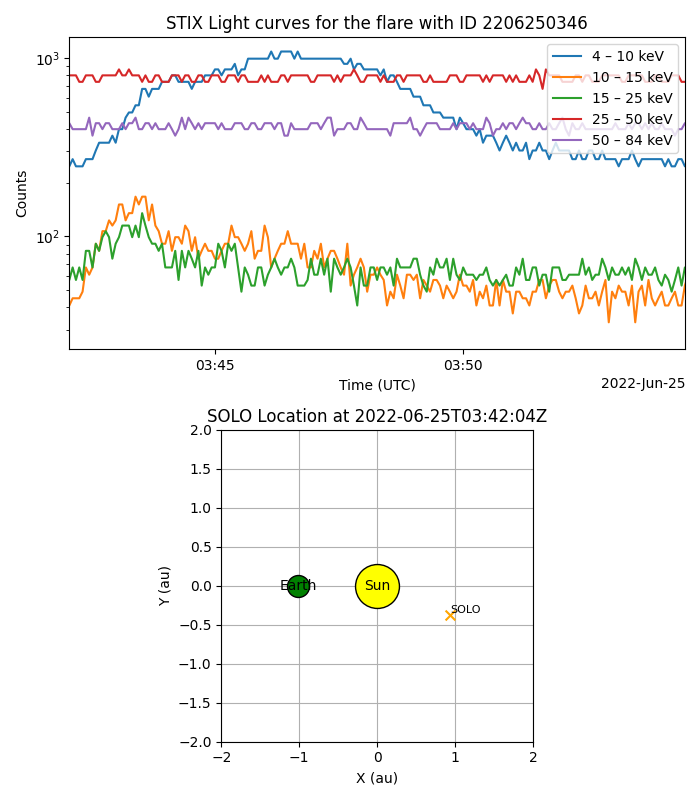 STIX Light curves for the flare with ID 2206250346
4 – 10 keV
10 – 15 keV
15 – 25 keV
25 – 50 keV
50 – 84 keV
10³
10²
Counts
03:45
03:50
Time (UTC)
2022-Jun-25
SOLO Location at 2022-06-25T03:42:04Z
2.0
1.5
1.0
0.5
0.0
−0.5
−1.0
−1.5
−2.0
Y (au)
Earth
Sun
SOLO
−2
−1
0
1
2
X (au)